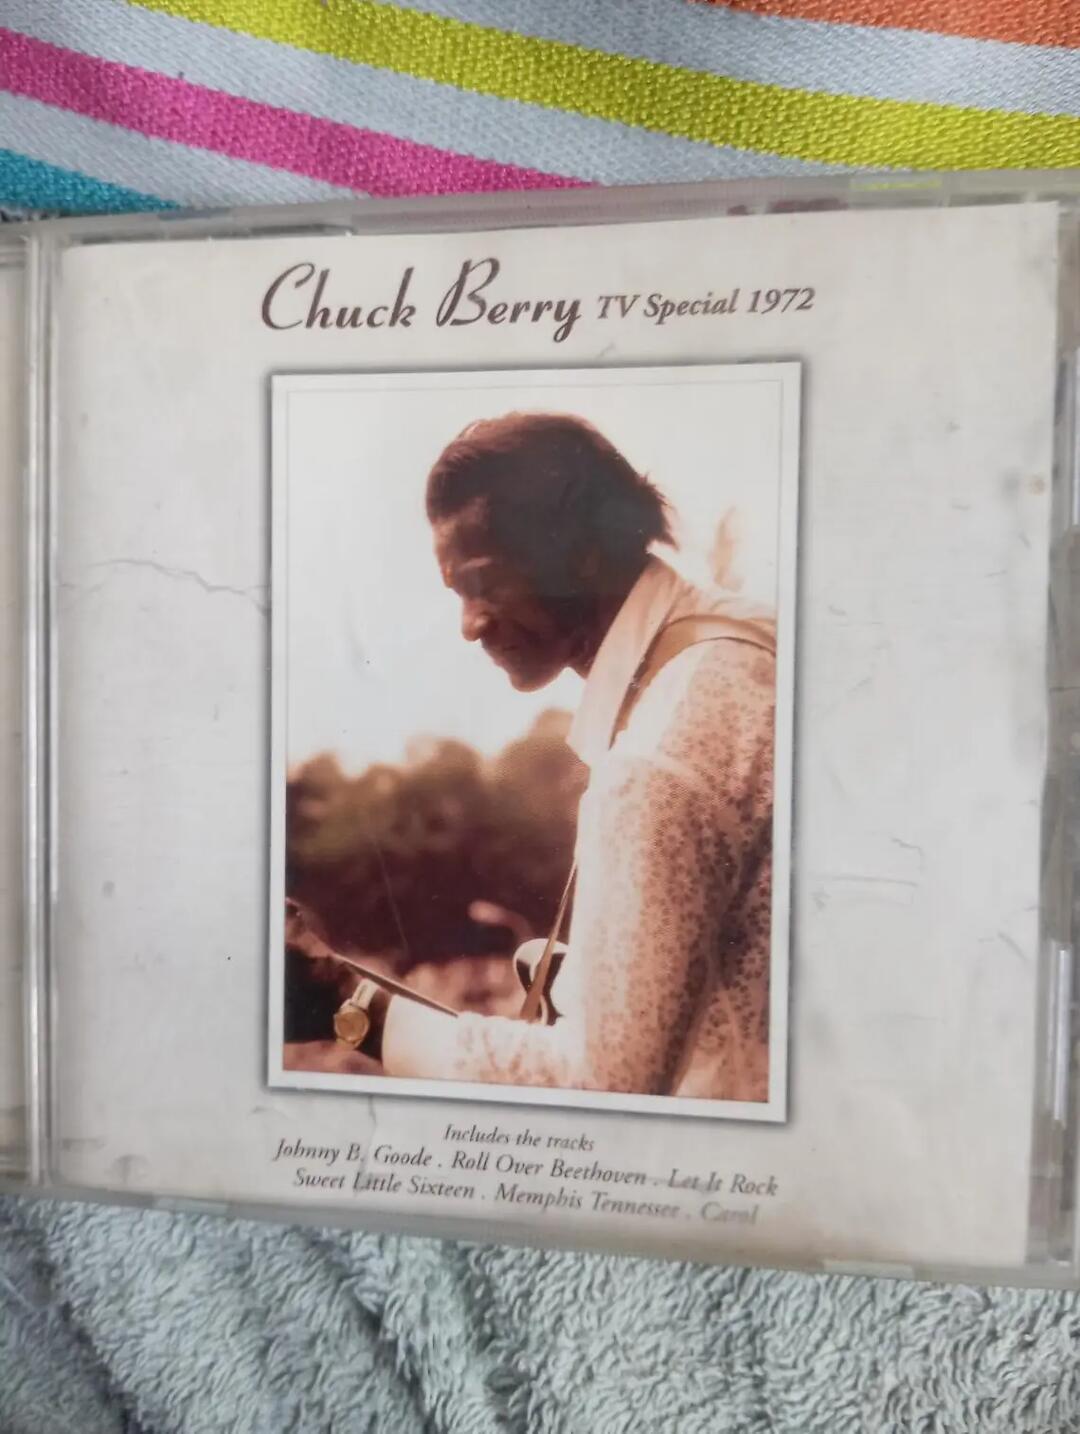 Chuck Berry TV Special 1972
Includes the tracks
Johnny B. Goode . Roll Over Beethoven . Let It Rock
Sweet Little Sixteen . Memphis Tennessee . Carol